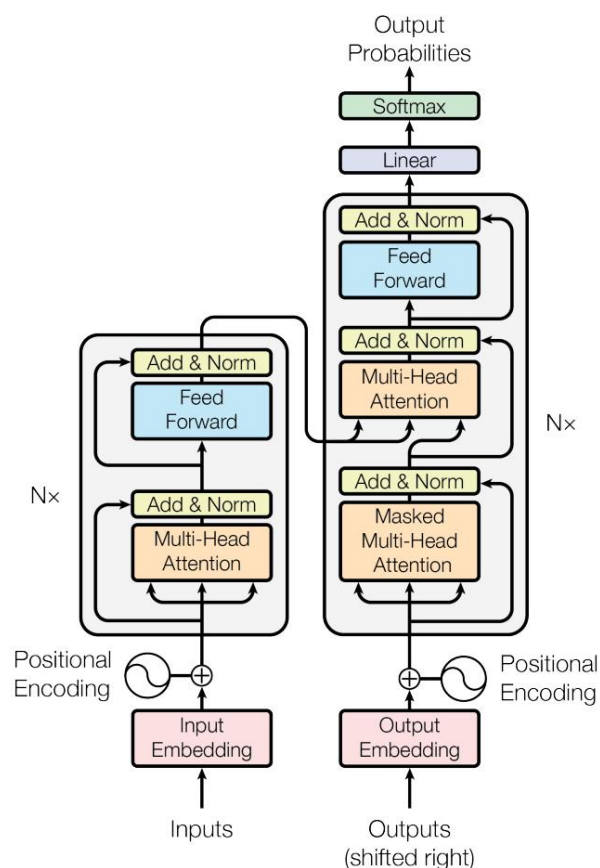 Output
Probabilities
Softmax
Linear
Add & Norm
Feed
Forward
Add & Norm
Multi-Head
Attention
Add & Norm
Masked
Multi-Head
Attention
N×
Add & Norm
Feed
Forward
Add & Norm
Multi-Head
Attention
N×
Positional
Encoding
Positional
Encoding
Input
Embedding
Output
Embedding
Inputs
Outputs
(shifted right)